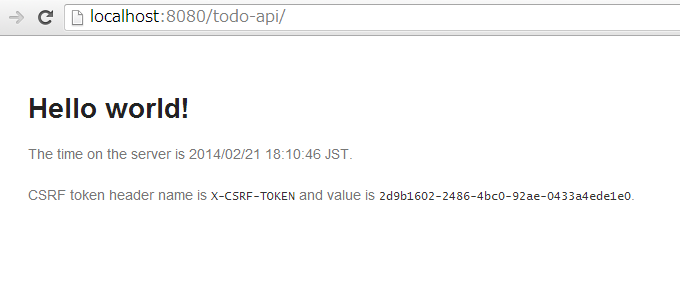 localhost:8080/todo-api/
Hello world!
The time on the server is 2014/02/21 18:10:46 JST.
CSRF token header name is X-CSRF-TOKEN and value is 2d9b1602-2486-4bc0-92ae-0433a4ede1e0.